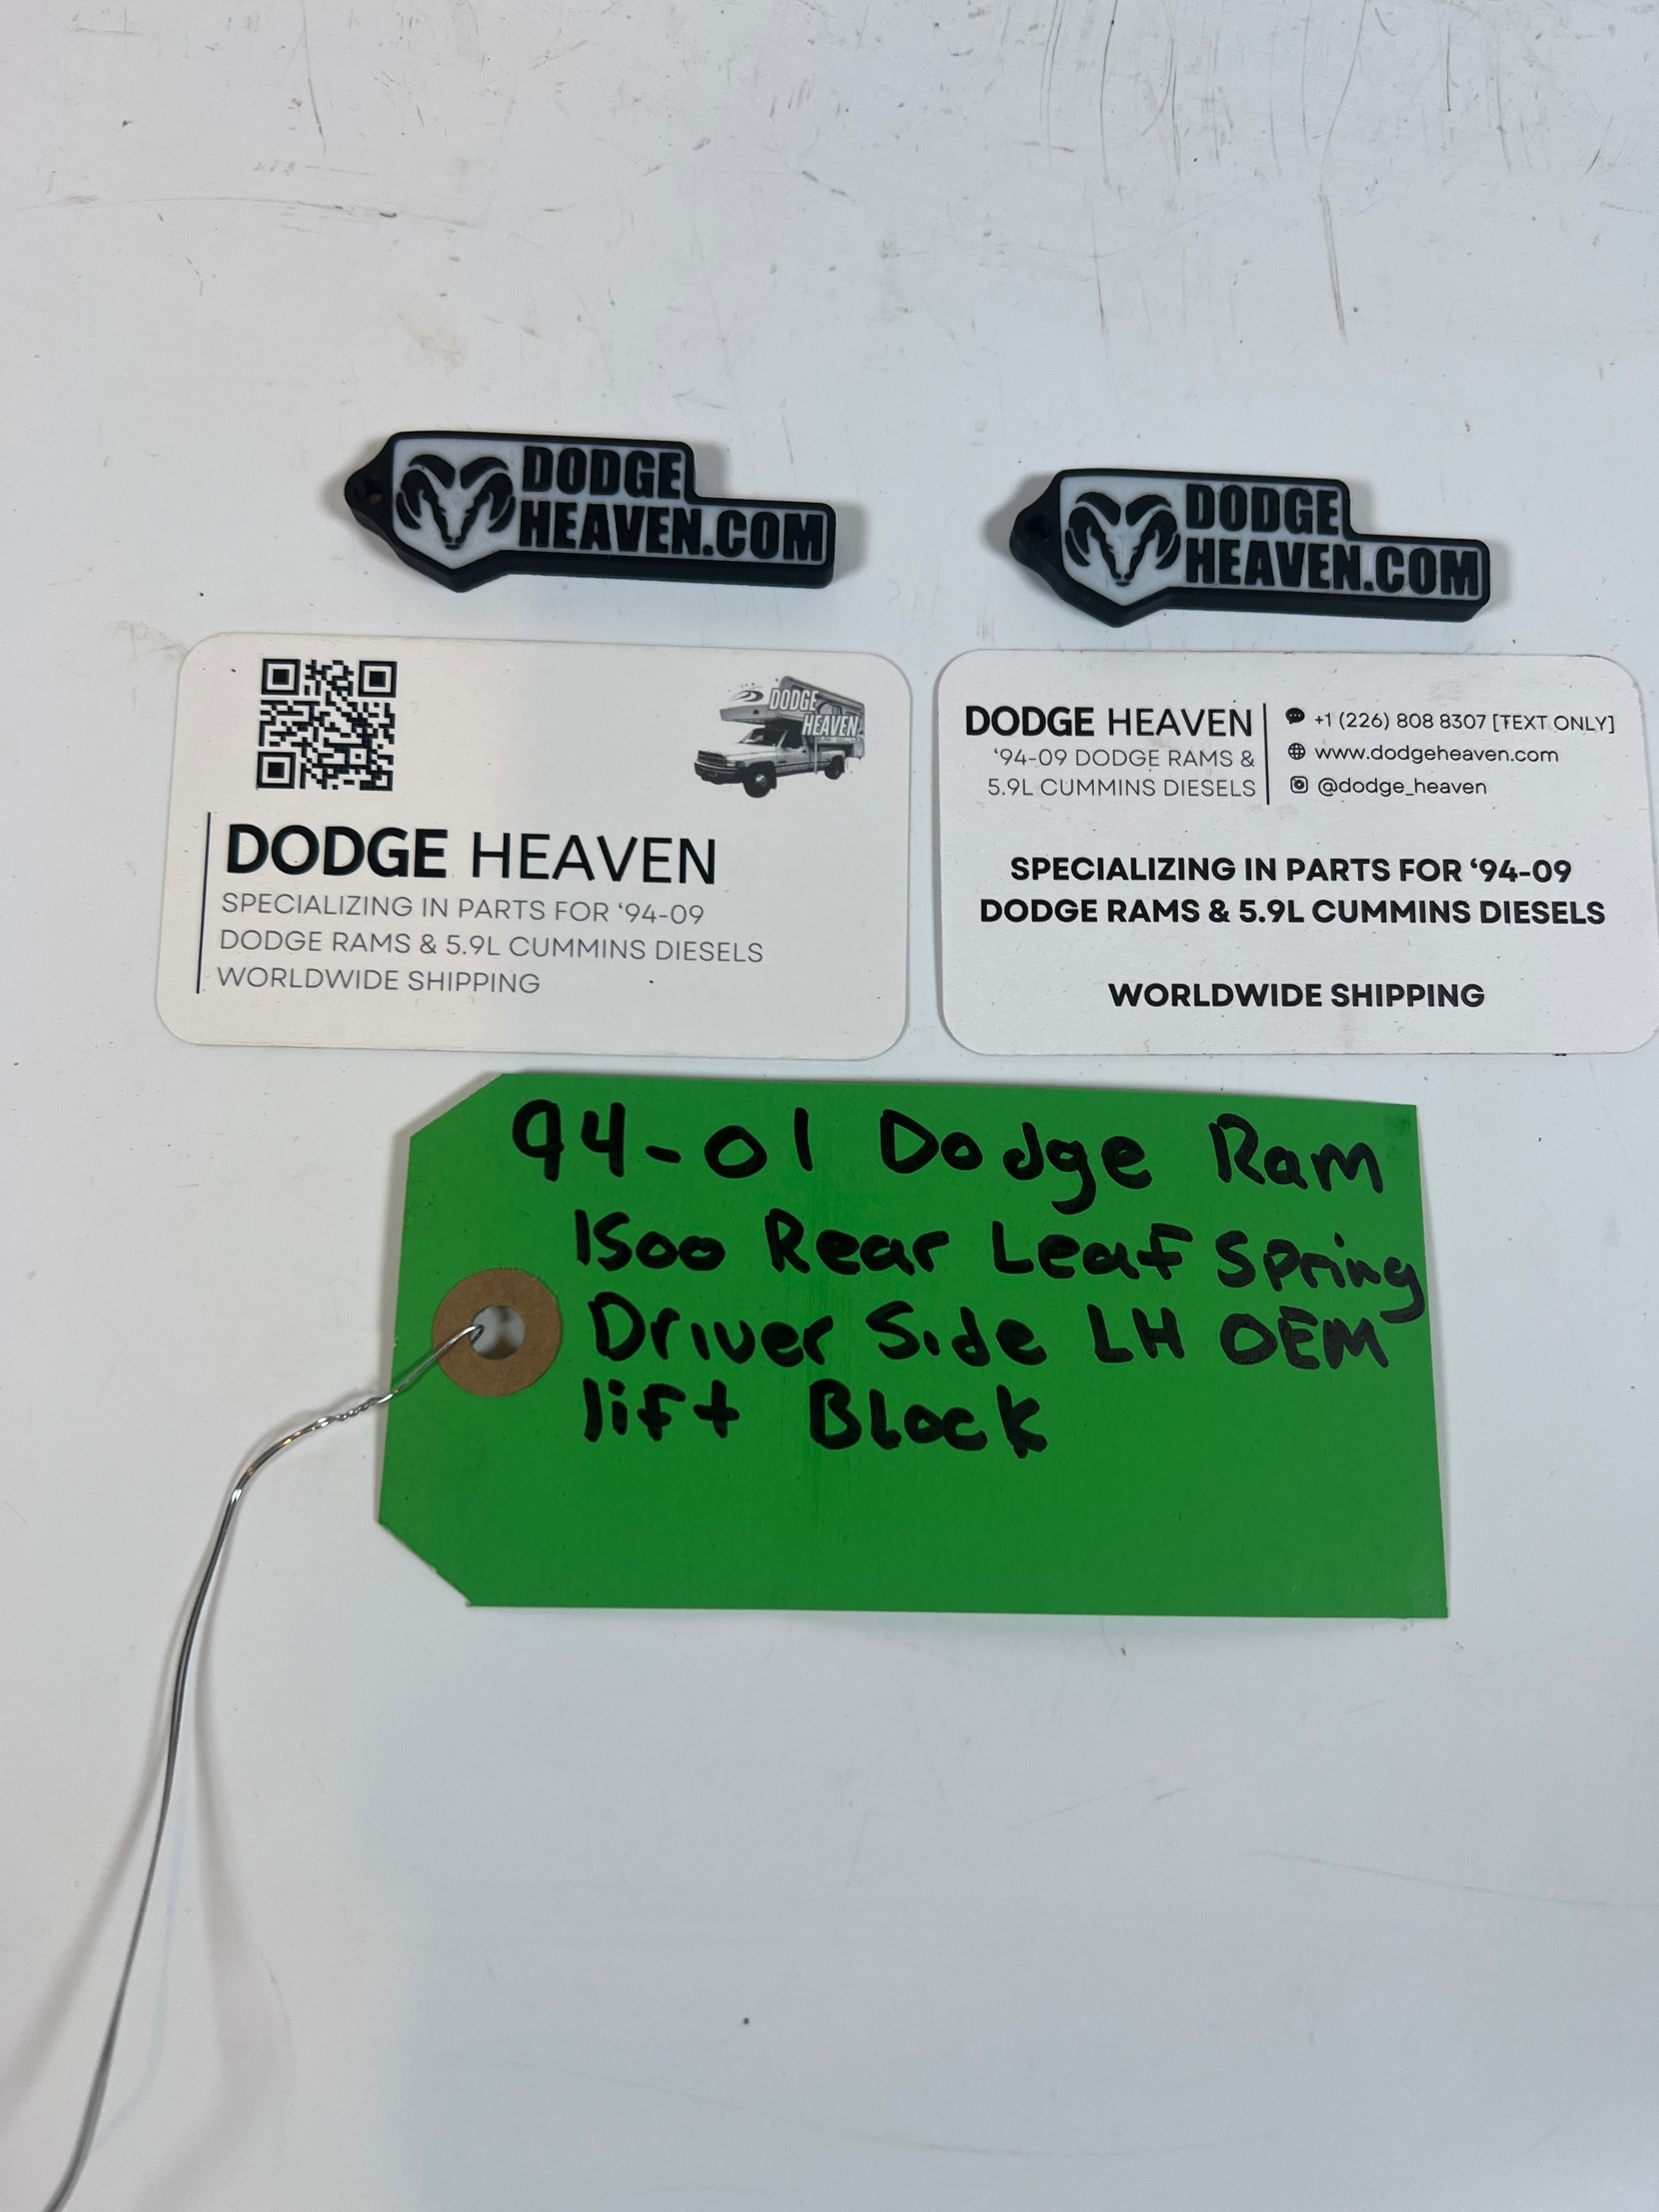 DODGE
HEAVEN.COM
DODGE
HEAVEN.COM
DODGE
HEAVEN
DODGE HEAVEN
SPECIALIZING IN PARTS FOR ‘94-09
DODGE RAMS & 5.9L CUMMINS DIESELS
WORLDWIDE SHIPPING
DODGE HEAVEN
‘94-09 DODGE RAMS &
5.9L CUMMINS DIESELS
+1 (226) 808 8307 [TEXT ONLY]
www.dodgeheaven.com
@dodge_heaven
SPECIALIZING IN PARTS FOR ‘94-09
DODGE RAMS & 5.9L CUMMINS DIESELS
WORLDWIDE SHIPPING
94-01 Dodge Ram
1500 Rear Leaf Spring
Driver Side LH OEM
lift Block